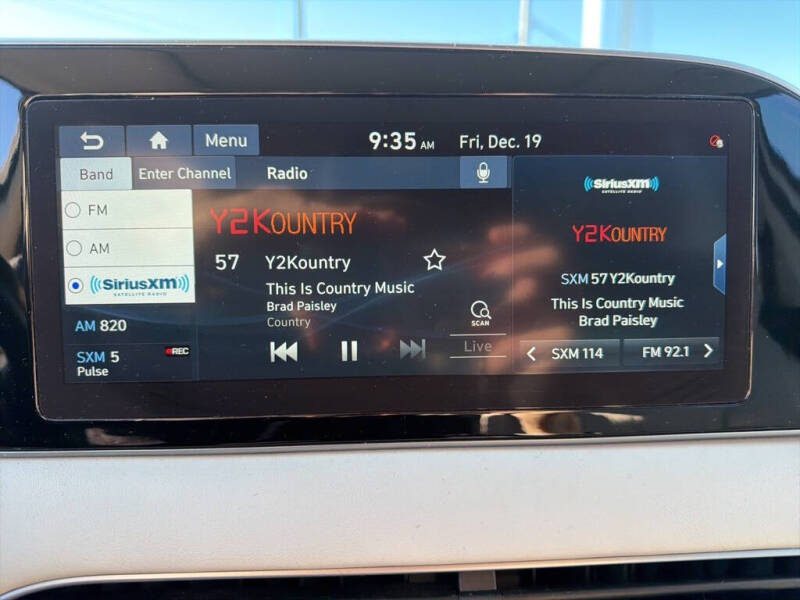 Menu
9:35 AM
Fri, Dec. 19
Band
Enter Channel
Radio
FM
AM
SiriusXM
SATELLITE RADIO
AM 820
SXM 5
REC
Pulse
Y2KOUNTRY
57
Y2Kountry
This Is Country Music
Brad Paisley
Country
SCAN
Live
SiriusXM
SATELLITE RADIO
Y2KOUNTRY
SXM 57 Y2Kountry
This Is Country Music
Brad Paisley
SXM 114
FM 92.1